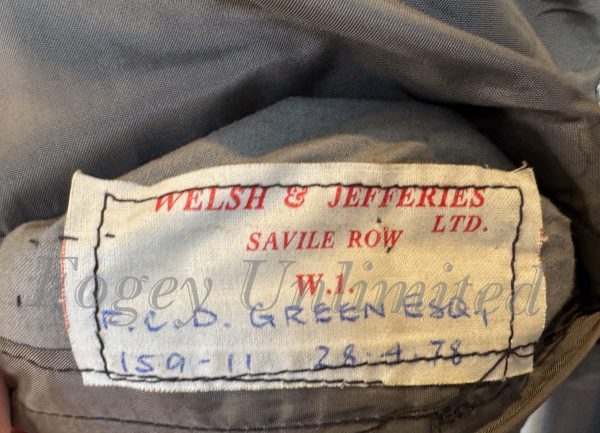 WELSH & JEFFERIES
LTD.
SAVILE ROW
W.1.
Fogey Unlimited
F.C.D. GREEN ESQ,
159-11 28.4.78